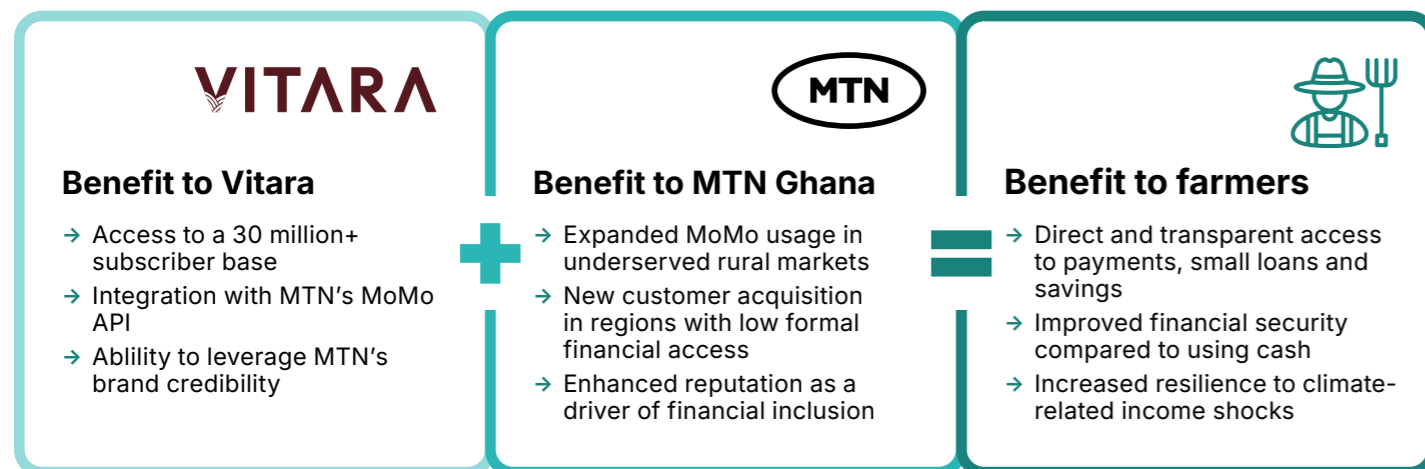 VITARA
Benefit to Vitara
→ Access to a 30 million+
subscriber base
→ Integration with MTN's MoMo
API
→ Ablility to leverage MTN's
brand credibility
+
MTN
Benefit to MTN Ghana
→ Expanded MoMo usage in
underserved rural markets
→ New customer acquisition
in regions with low formal
financial access
→ Enhanced reputation as a
driver of financial inclusion
=
Benefit to farmers
→ Direct and transparent access
to payments, small loans and
savings
→ Improved financial security
compared to using cash
→ Increased resilience to climate-
related income shocks